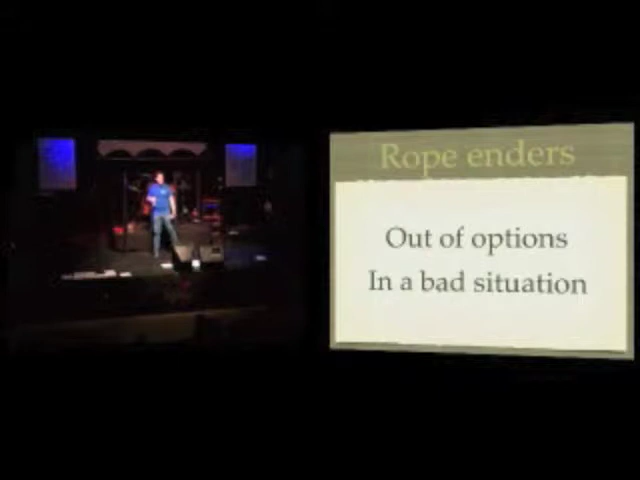 Rope enders
Out of options
In a bad situation